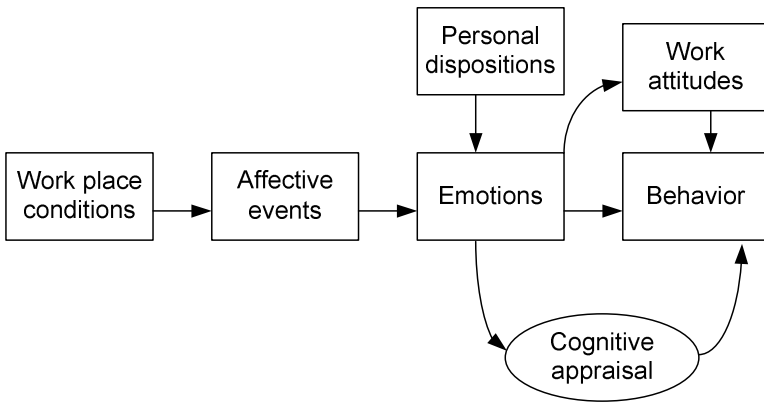 Personal
dispositions
Work
attitudes
Work place
conditions
Affective
events
Emotions
Behavior
Cognitive
appraisal